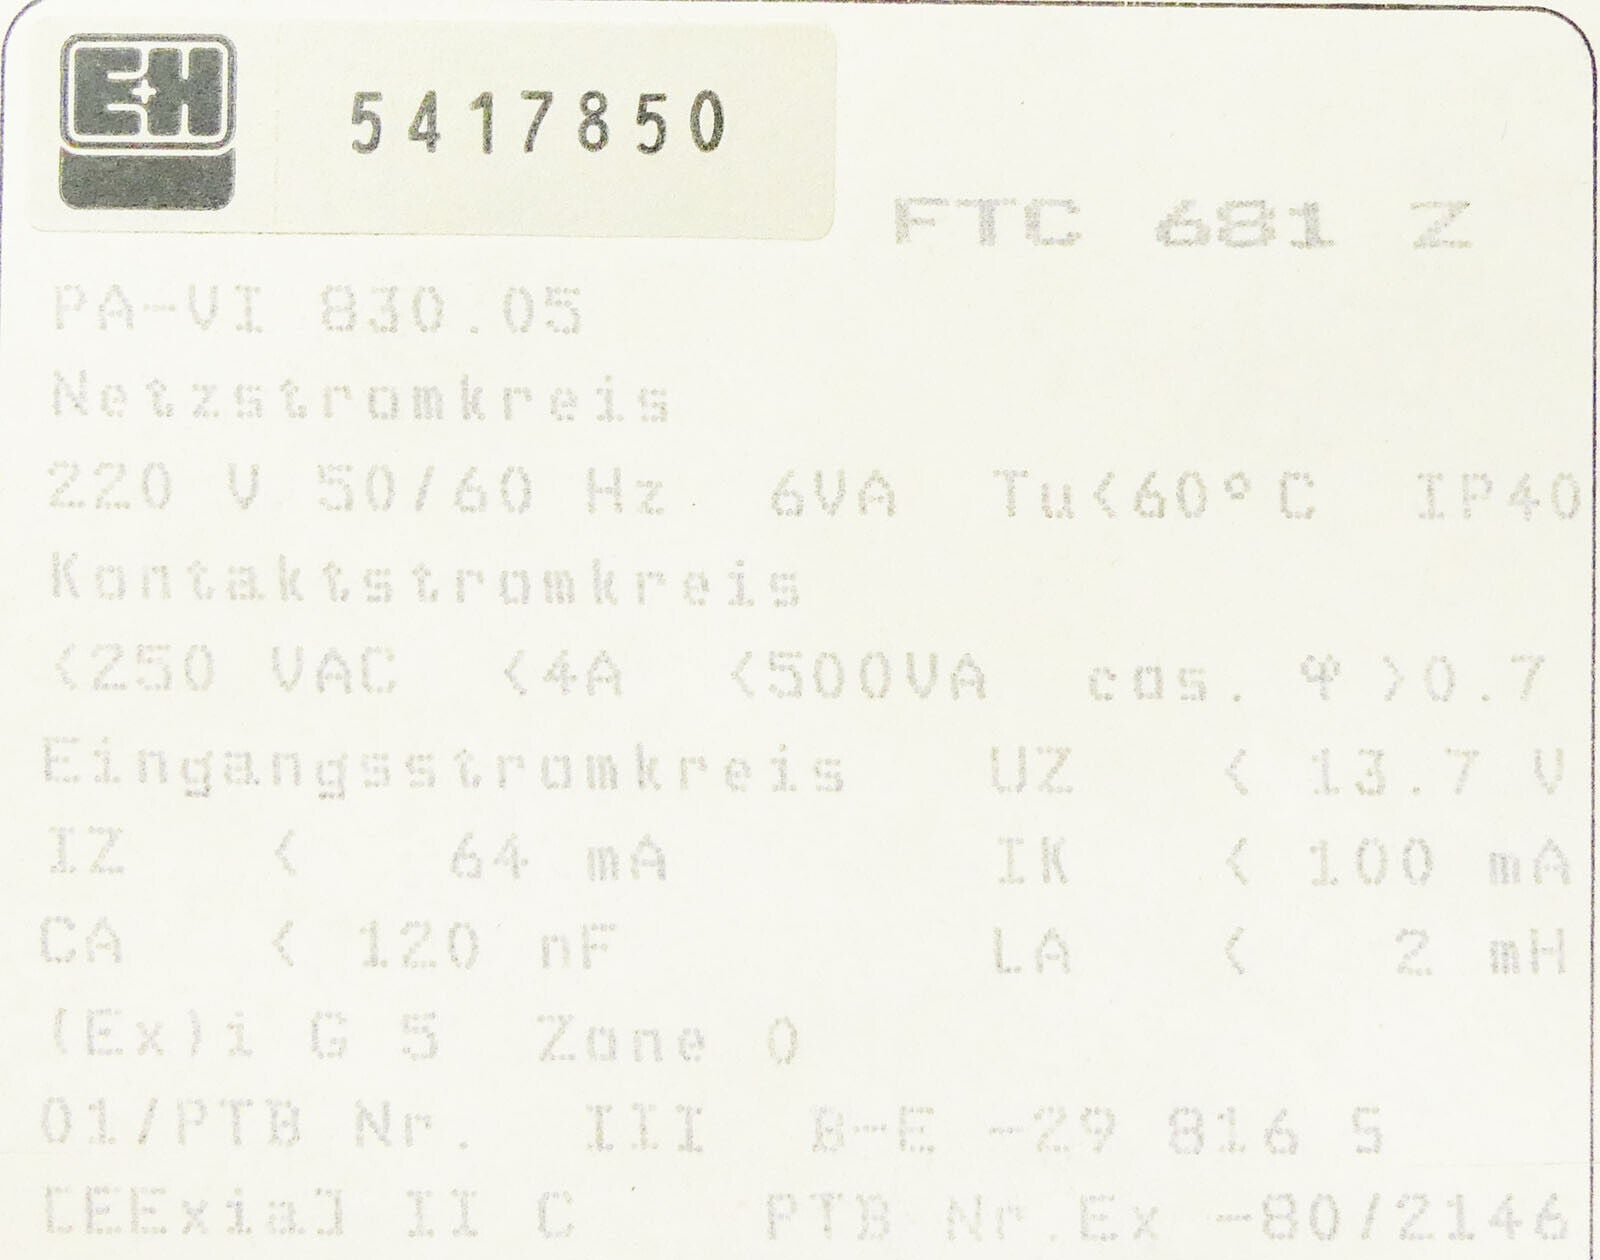 E+H 5417850
FTC 681 Z
PA-VI 830.05
Netzstromkreis
220 V 50/60 Hz 6VA Tu<60°C IP40
Kontaktstromkreis
<250 VAC <4A <500VA cos. φ >0.7
Eingangsstromkreis UZ < 13.7 V
IZ < 64 mA IK < 100 mA
CA < 120 nF LA < 2 mH
(Ex)i G 5 Zone 0
01/PTB Nr. III B-E -29 816 S
[EExia] II C PTB Nr.Ex -80/2146